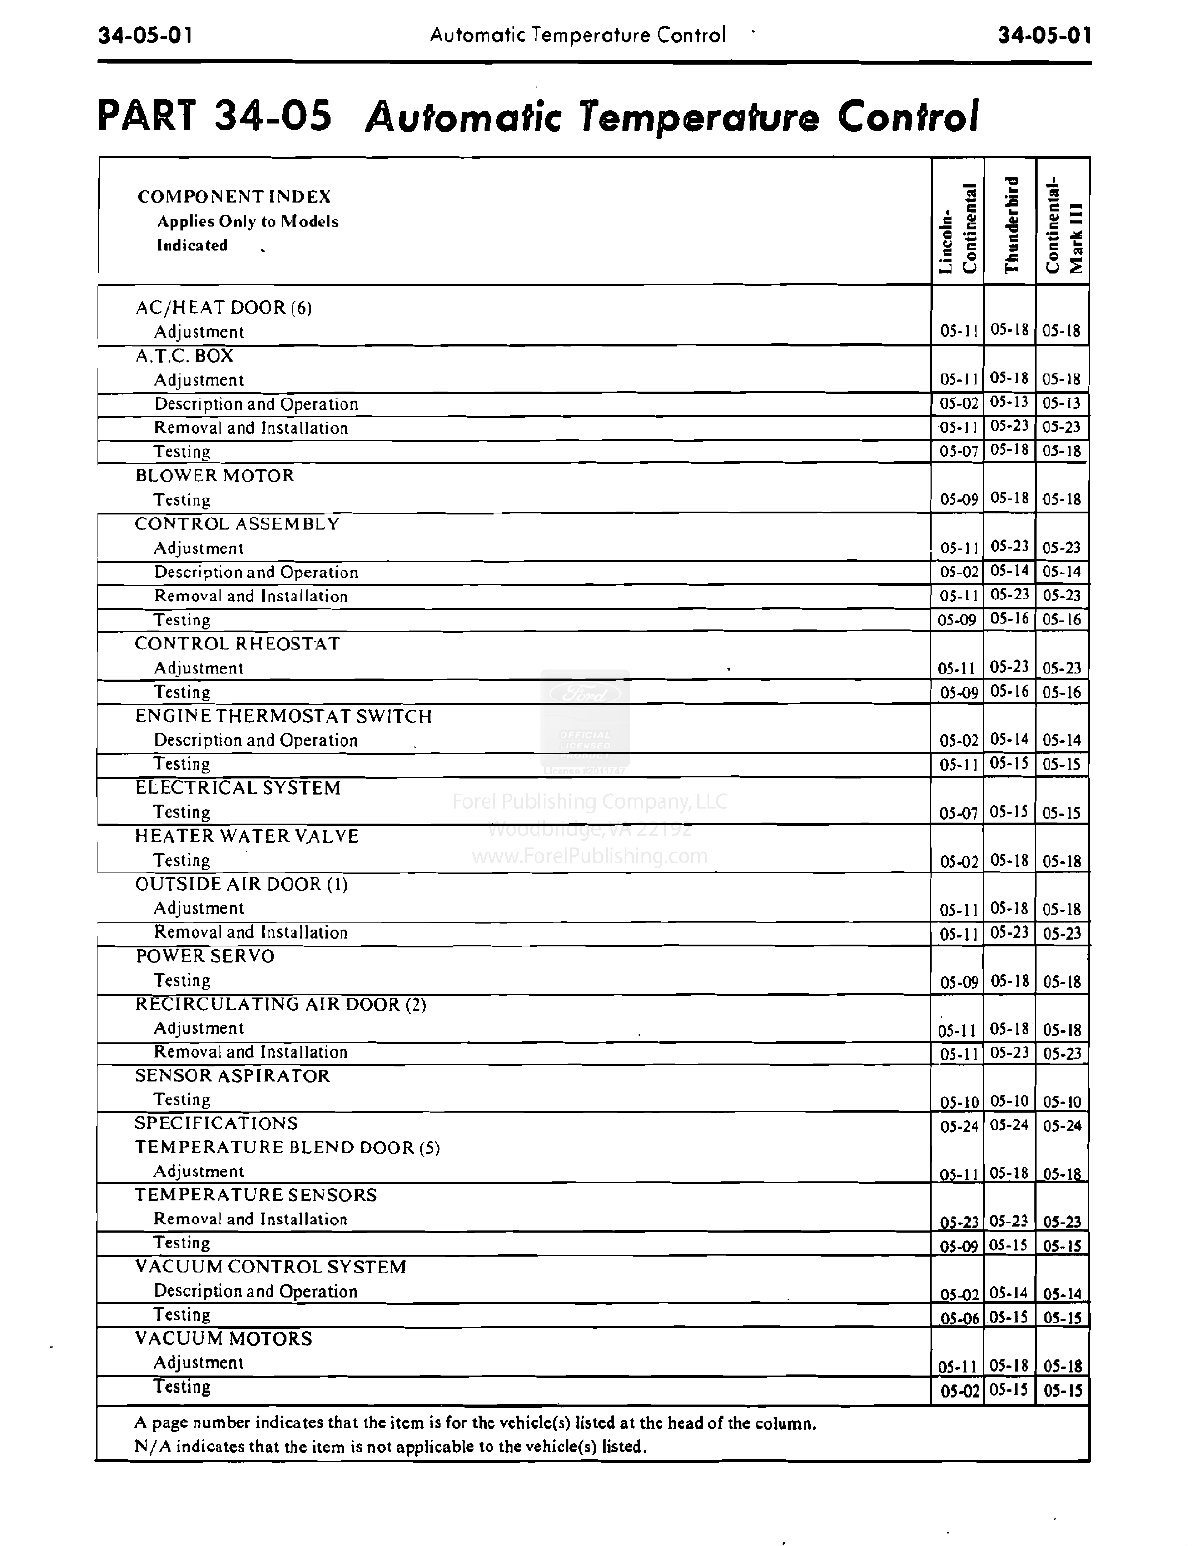 34-05-01 Automatic Temperature Control 34-05-01
PART 34-05 Automatic Temperature Control
COMPONENT INDEX
Applies Only to Models
Indicated
Lincoln-
Continental
Thunderbird
Continental-
Mark III
AC/HEAT DOOR (6)
Adjustment 05-11 05-18 05-18
A.T.C. BOX
Adjustment 05-11 05-18 05-18
Description and Operation 05-02 05-13 05-13
Removal and Installation 05-11 05-23 05-23
Testing 05-07 05-18 05-18
BLOWER MOTOR
Testing 05-09 05-18 05-18
CONTROL ASSEMBLY
Adjustment 05-11 05-23 05-23
Description and Operation 05-02 05-14 05-14
Removal and Installation 05-11 05-23 05-23
Testing 05-09 05-16 05-16
CONTROL RHEOSTAT
Adjustment 05-11 05-23 05-23
Testing 05-09 05-16 05-16
ENGINE THERMOSTAT SWITCH
Description and Operation 05-02 05-14 05-14
Testing 05-11 05-15 05-15
ELECTRICAL SYSTEM
Testing 05-07 05-15 05-15
HEATER WATER VALVE
Testing 05-02 05-18 05-18
OUTSIDE AIR DOOR (1)
Adjustment 05-11 05-18 05-18
Removal and Installation 05-11 05-23 05-23
POWER SERVO
Testing 05-09 05-18 05-18
RECIRCULATING AIR DOOR (2)
Adjustment 05-11 05-18 05-18
Removal and Installation 05-11 05-23 05-23
SENSOR ASPIRATOR
Testing 05-10 05-10 05-10
SPECIFICATIONS 05-24 05-24 05-24
TEMPERATURE BLEND DOOR (5)
Adjustment 05-11 05-18 05-18
TEMPERATURE SENSORS
Removal and Installation 05-23 05-23 05-23
Testing 05-09 05-15 05-15
VACUUM CONTROL SYSTEM
Description and Operation 05-02 05-14 05-14
Testing 05-06 05-15 05-15
VACUUM MOTORS
Adjustment 05-11 05-18 05-18
Testing 05-02 05-15 05-15
A page number indicates that the item is for the vehicle(s) listed at the head of the column.
N/A indicates that the item is not applicable to the vehicle(s) listed.
Ford
OFFICIAL
LICENSED
PRODUCT
Forel Publishing Company, LLC
Woodbridge, VA 22192
www.ForelPublishing.com